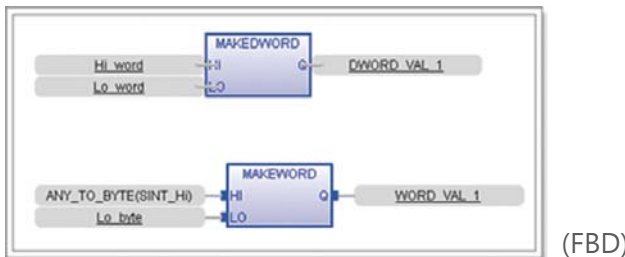 MAKEDWORD
Hi_word HI Q DWORD_VAL_1
Lo_word LO
MAKEWORD
ANY_TO_BYTE(SINT_Hi) HI Q WORD_VAL_1
Lo_byte LO
(FBD)